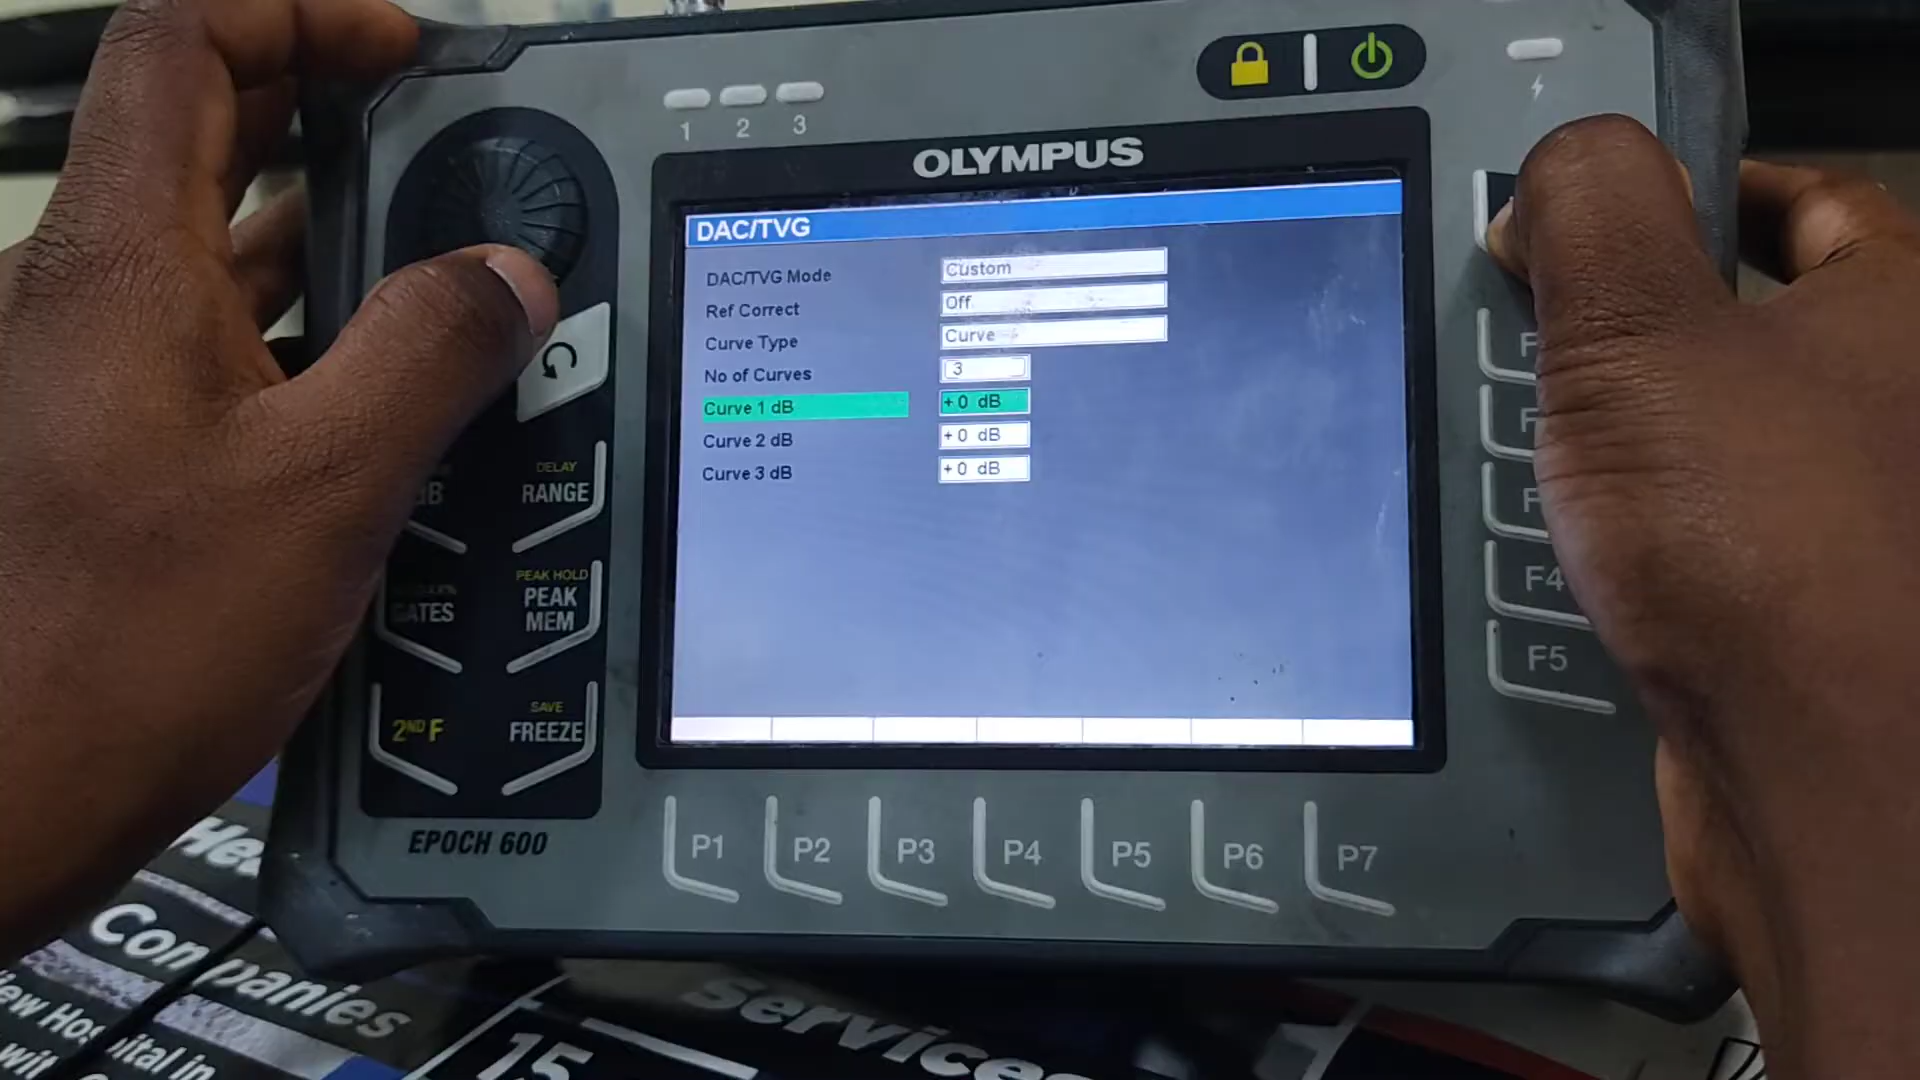 1 2 3
OLYMPUS
DAC/TVG
DAC/TVG Mode Custom
Ref Correct Off
Curve Type Curve
No of Curves 3
Curve 1 dB +0 dB
Curve 2 dB +0 dB
Curve 3 dB +0 dB
DELAY
RANGE
GATES
PEAK HOLD
PEAK
MEM
2ND F
SAVE
FREEZE
F4
F5
EPOCH 600
P1 P2 P3 P4 P5 P6 P7
Companies
Services
15